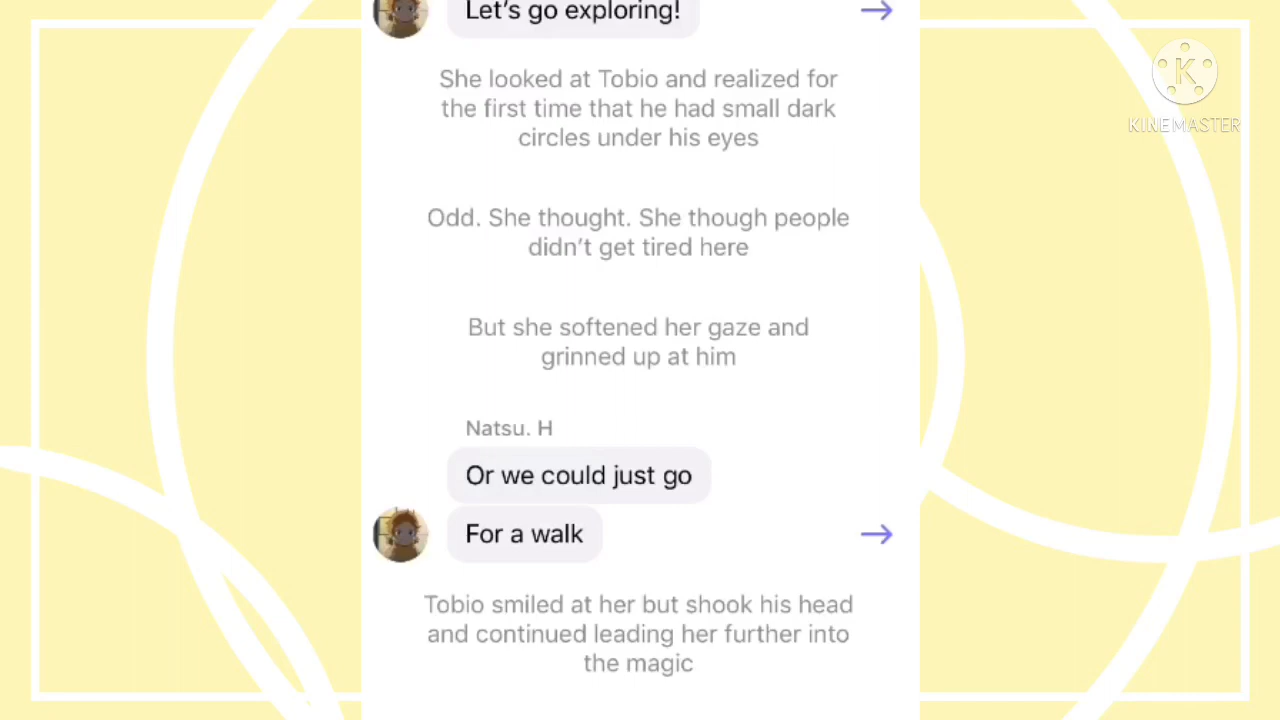 Let's go exploring!
K
KINEMASTER
She looked at Tobio and realized for
the first time that he had small dark
circles under his eyes
Odd. She thought. She though people
didn't get tired here
But she softened her gaze and
grinned up at him
Natsu. H
Or we could just go
For a walk
Tobio smiled at her but shook his head
and continued leading her further into
the magic